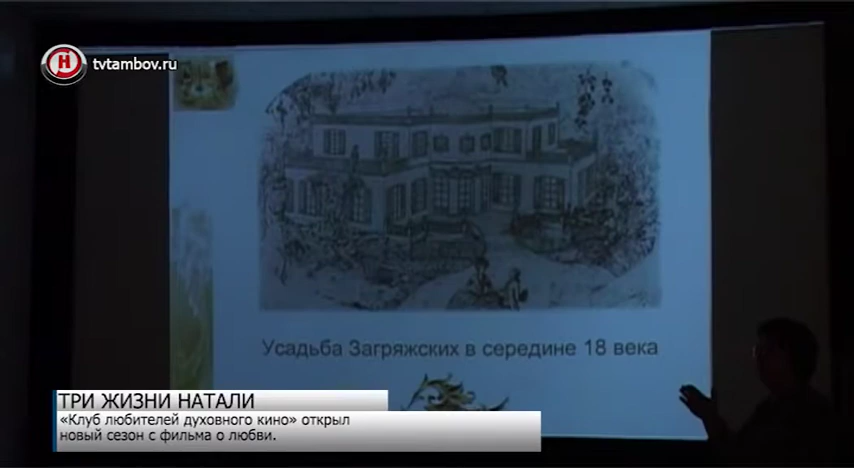 Н
tvtambov.ru
Усадьба Загряжских в середине 18 века
ТРИ ЖИЗНИ НАТАЛИ
«Клуб любителей духовного кино» открыл
новый сезон с фильма о любви.